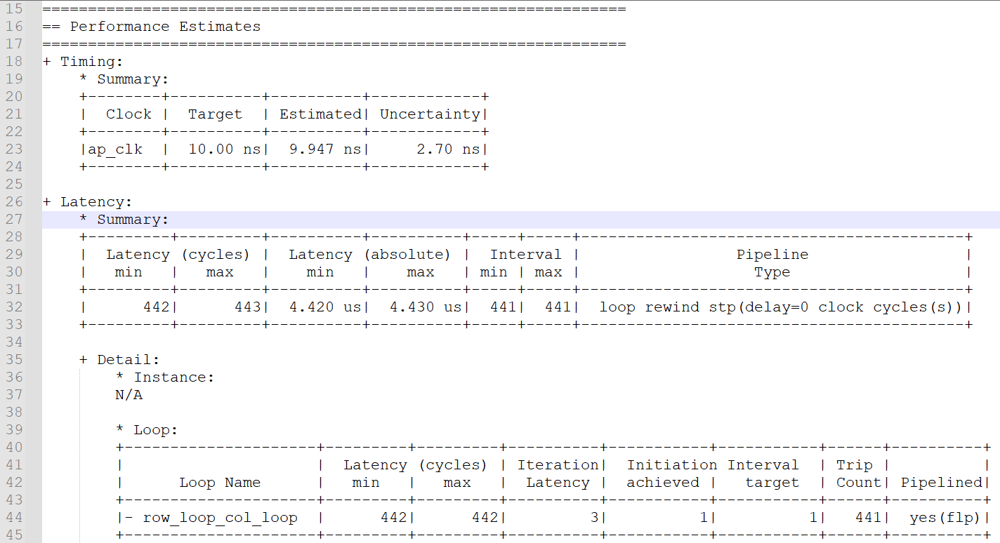 15 ================================================================
16 == Performance Estimates
17 ================================================================
18 + Timing:
19     * Summary:
20     +--------+----------+----------+------------+
21     |  Clock |  Target  | Estimated| Uncertainty|
22     +--------+----------+----------+------------+
23     |ap_clk  |  10.00 ns|  9.947 ns|     2.70 ns|
24     +--------+----------+----------+------------+
25
26 + Latency:
27     * Summary:
28     +---------+---------+----------+----------+-----+-----+------------------------------------------+
29     |  Latency (cycles) |  Latency (absolute) |  Interval |                 Pipeline                 |
30     |   min   |   max   |    min   |    max   | min | max |                   Type                   |
31     +---------+---------+----------+----------+-----+-----+------------------------------------------+
32     |      442|      443|  4.420 us|  4.430 us|  441|  441|  loop rewind stp(delay=0 clock cycles(s))|
33     +---------+---------+----------+----------+-----+-----+------------------------------------------+
34
35     + Detail:
36         * Instance:
37         N/A
38
39         * Loop:
40         +---------------------+---------+---------+----------+-----------+-----------+------+----------+
41         |                     |  Latency (cycles) | Iteration|  Initiation Interval  | Trip |          |
42         |      Loop Name      |   min   |   max   |  Latency |  achieved |   target  | Count| Pipelined|
43         +---------------------+---------+---------+----------+-----------+-----------+------+----------+
44         |- row_loop_col_loop  |      442|      442|         3|          1|          1|   441|  yes(flp)|
45         +---------------------+---------+---------+----------+-----------+-----------+------+----------+